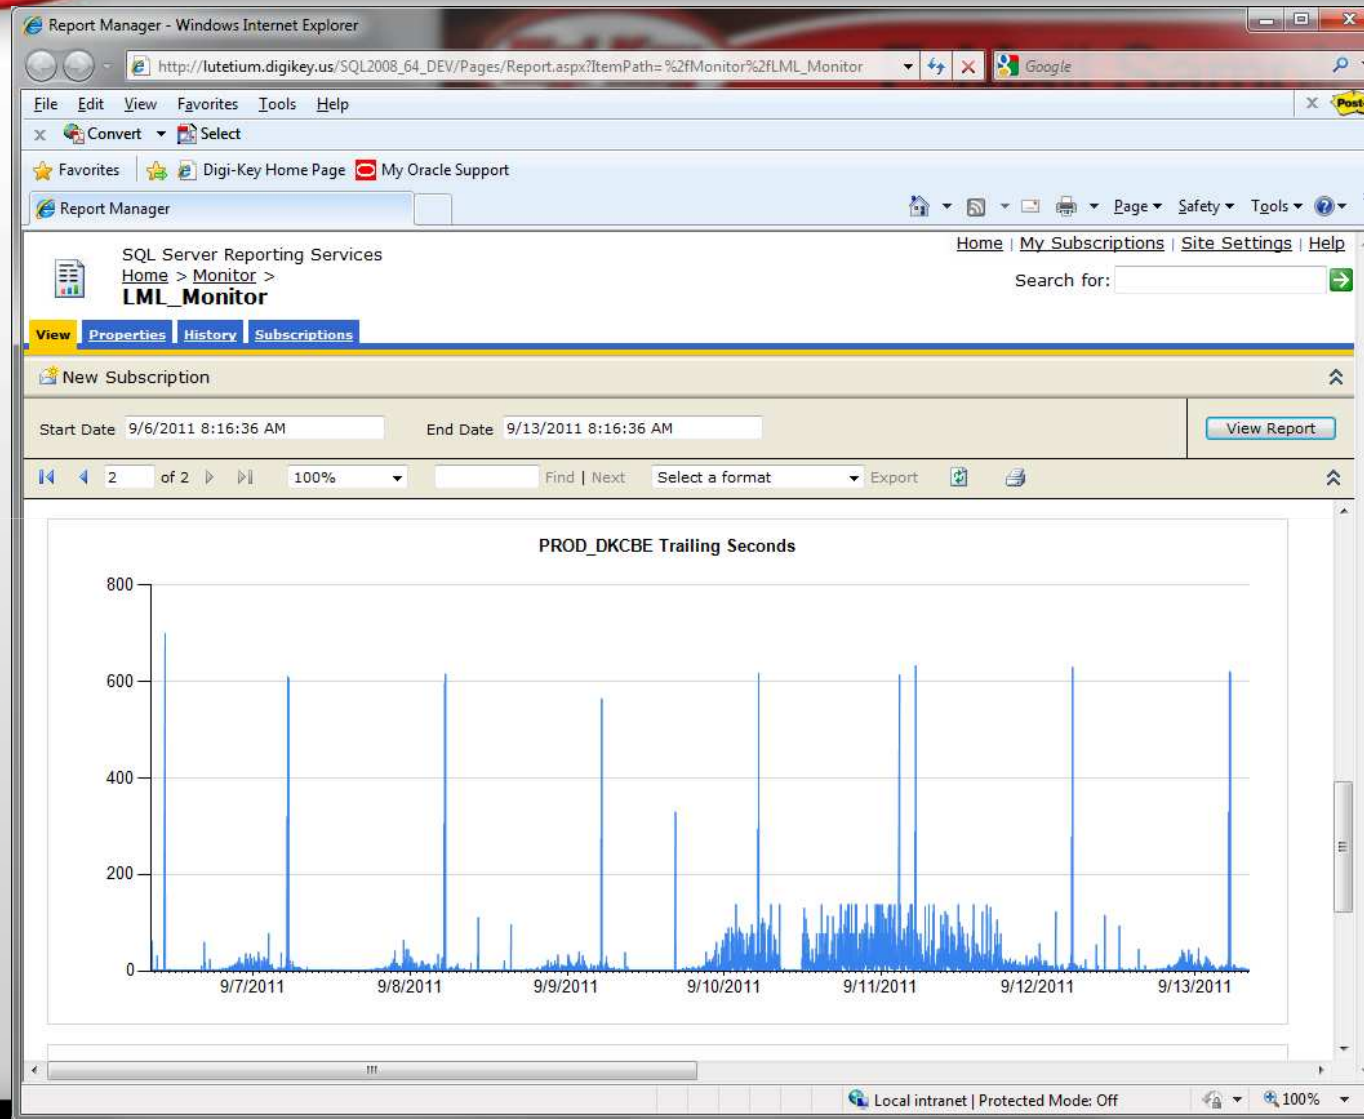 Report Manager - Windows Internet Explorer
http://lutetium.digikey.us/SQL2008_64_DEV/Pages/Report.aspx?ItemPath=%2fMonitor%2fLML_Monitor
Google
File Edit View Favorites Tools Help
x Convert Select
Favorites Digi-Key Home Page My Oracle Support
Report Manager
Page Safety Tools
SQL Server Reporting Services
Home > Monitor >
LML_Monitor
Home | My Subscriptions | Site Settings | Help
Search for:
View Properties History Subscriptions
New Subscription
Start Date 9/6/2011 8:16:36 AM End Date 9/13/2011 8:16:36 AM View Report
2 of 2 100% Find | Next Select a format Export
PROD_DKCBE Trailing Seconds
800
600
400
200
0
9/7/2011 9/8/2011 9/9/2011 9/10/2011 9/11/2011 9/12/2011 9/13/2011
Local intranet | Protected Mode: Off 100%